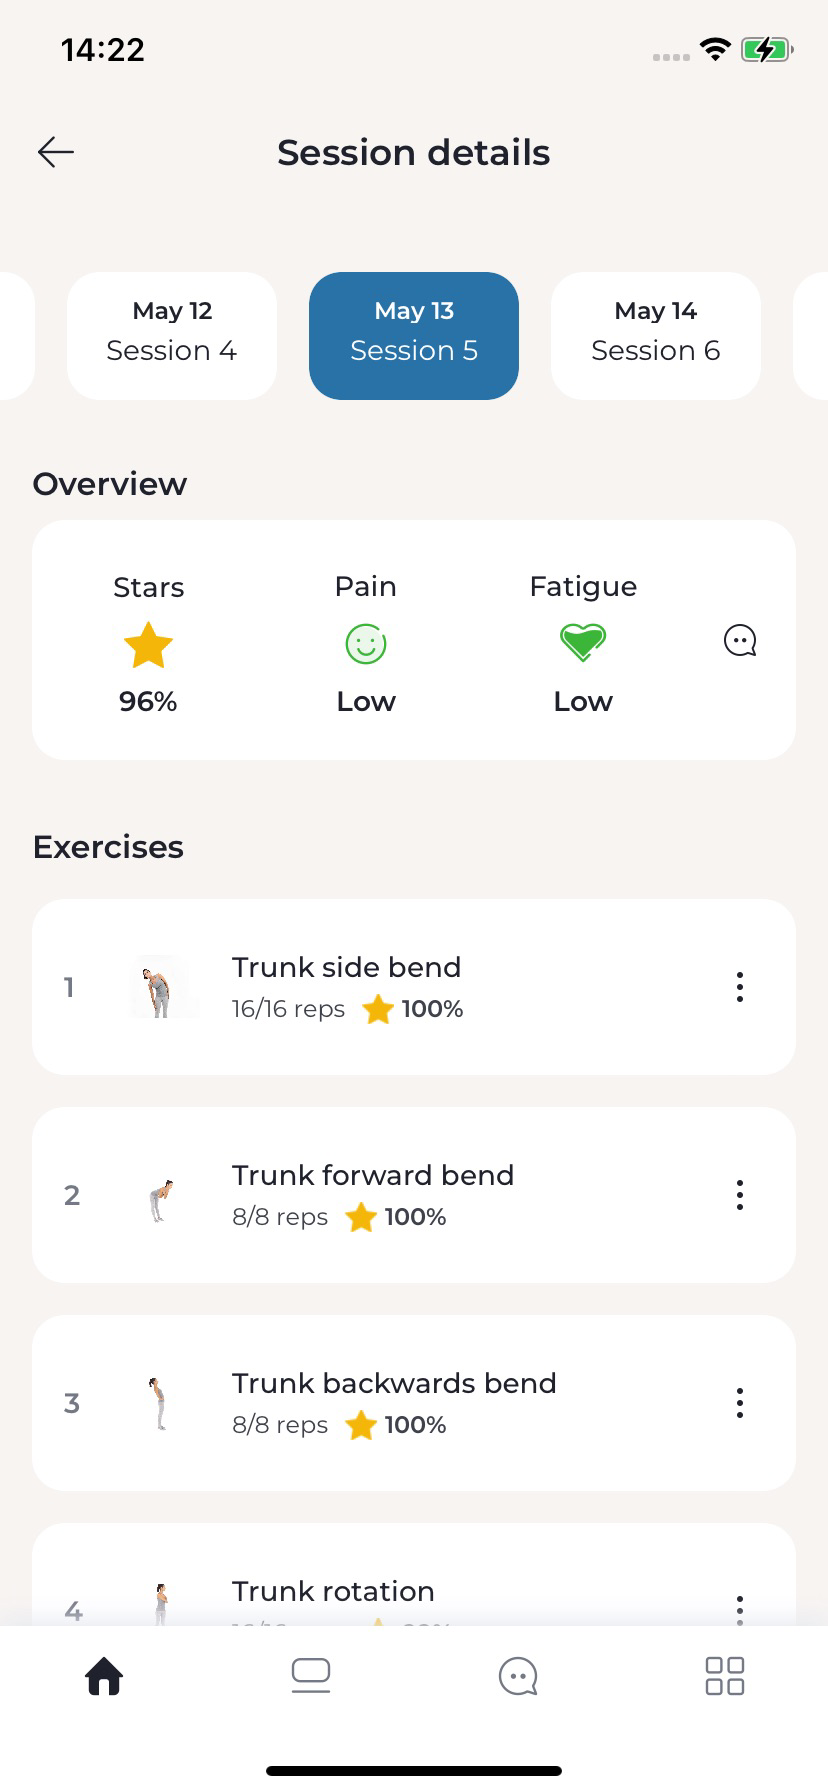 14:22
Session details
May 12
Session 4
May 13
Session 5
May 14
Session 6
Overview
Stars
Pain
Fatigue
96%
Low
Low
Exercises
1
Trunk side bend
16/16 reps 100%
2
Trunk forward bend
8/8 reps 100%
3
Trunk backwards bend
8/8 reps 100%
4
Trunk rotation